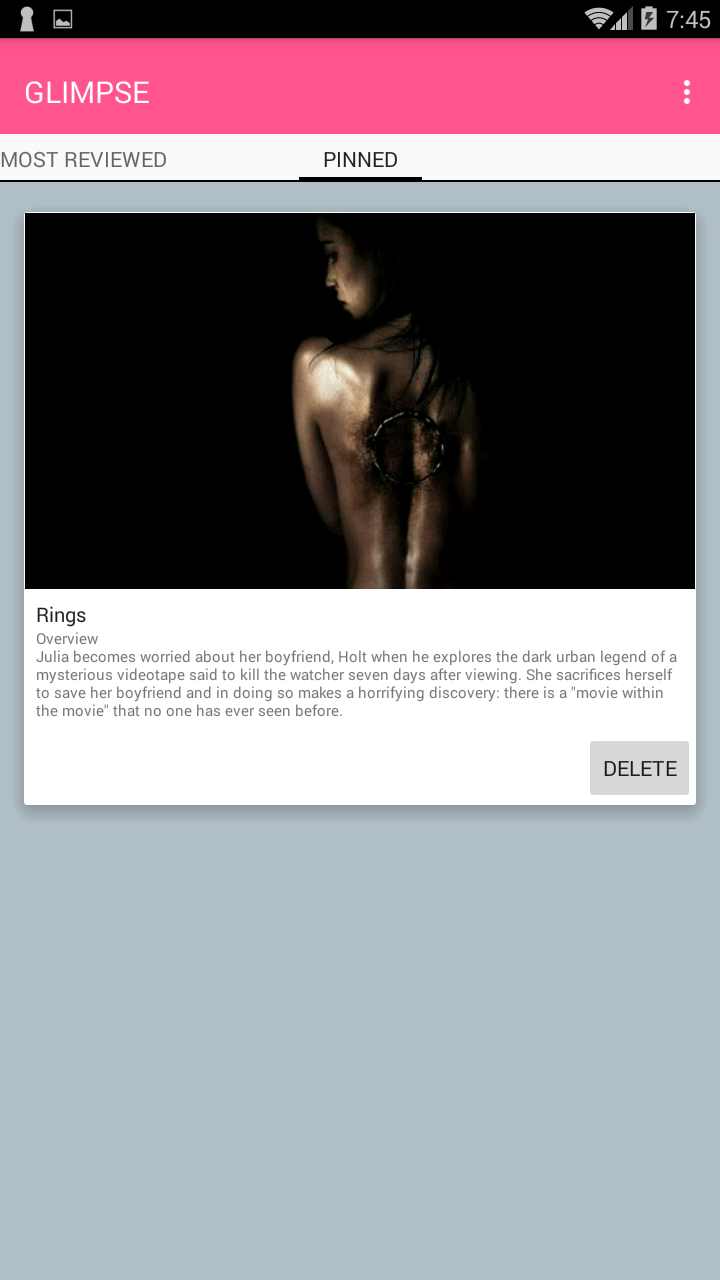 7:45
GLIMPSE
MOST REVIEWED
PINNED
Rings
Overview
Julia becomes worried about her boyfriend, Holt when he explores the dark urban legend of a
mysterious videotape said to kill the watcher seven days after viewing. She sacrifices herself
to save her boyfriend and in doing so makes a horrifying discovery: there is a "movie within
the movie" that no one has ever seen before.
DELETE